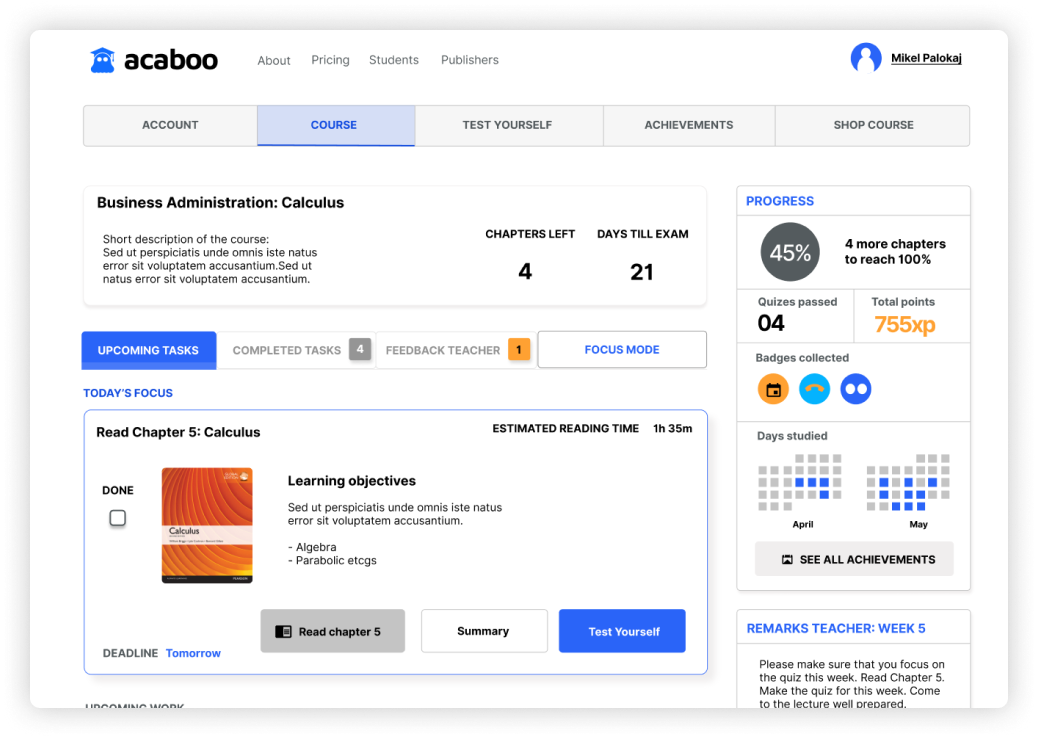 acaboo
About
Pricing
Students
Publishers
Mikel Palokaj
ACCOUNT
COURSE
TEST YOURSELF
ACHIEVEMENTS
SHOP COURSE
Business Administration: Calculus
Short description of the course:
Sed ut perspiciatis unde omnis iste natus
error sit voluptatem accusantium.Sed ut
natus error sit voluptatem accusantium.
CHAPTERS LEFT
4
DAYS TILL EXAM
21
UPCOMING TASKS
COMPLETED TASKS 4
FEEDBACK TEACHER 1
FOCUS MODE
TODAY'S FOCUS
Read Chapter 5: Calculus
ESTIMATED READING TIME 1h 35m
DONE
Calculus
PEARSON
Learning objectives
Sed ut perspiciatis unde omnis iste natus
error sit voluptatem accusantium.
- Algebra
- Parabolic etcgs
Read chapter 5
Summary
Test Yourself
DEADLINE Tomorrow
UPCOMING WORK
PROGRESS
45%
4 more chapters
to reach 100%
Quizes passed
04
Total points
755xp
Badges collected
Days studied
April
May
SEE ALL ACHIEVEMENTS
REMARKS TEACHER: WEEK 5
Please make sure that you focus on
the quiz this week. Read Chapter 5.
Make the quiz for this week. Come
to the lecture well prepared.